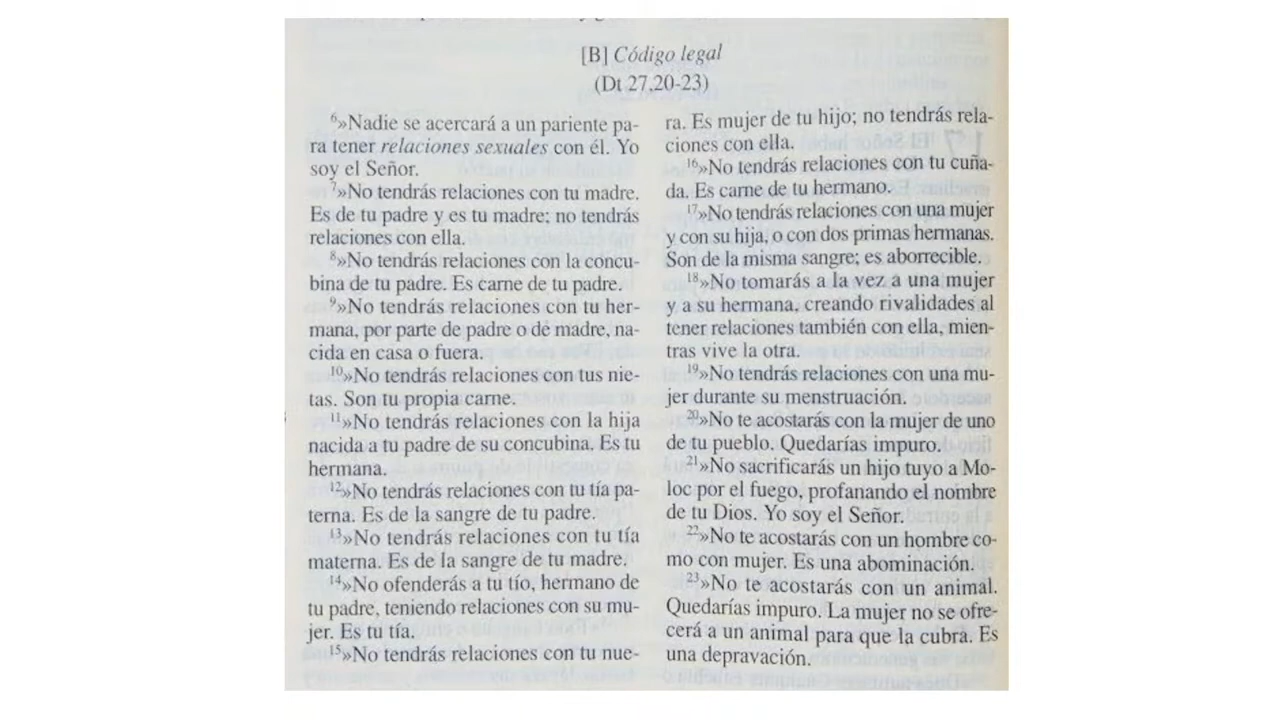 [B] Código legal
(Dt 27,20-23)
6»Nadie se acercará a un pariente pa-
ra tener relaciones sexuales con él. Yo
soy el Señor.
7»No tendrás relaciones con tu madre.
Es de tu padre y es tu madre; no tendrás
relaciones con ella.
8»No tendrás relaciones con la concu-
bina de tu padre. Es carne de tu padre.
9»No tendrás relaciones con tu her-
mana, por parte de padre o de madre, na-
cida en casa o fuera.
10»No tendrás relaciones con tus nie-
tas. Son tu propia carne.
11»No tendrás relaciones con la hija
nacida a tu padre de su concubina. Es tu
hermana.
12»No tendrás relaciones con tu tía pa-
terna. Es de la sangre de tu padre.
13»No tendrás relaciones con tu tía
materna. Es de la sangre de tu madre.
14»No ofenderás a tu tío, hermano de
tu padre, teniendo relaciones con su mu-
jer. Es tu tía.
15»No tendrás relaciones con tu nue-
ra. Es mujer de tu hijo; no tendrás rela-
ciones con ella.
16»No tendrás relaciones con tu cuña-
da. Es carne de tu hermano.
17»No tendrás relaciones con una mujer
y con su hija, o con dos primas hermanas.
Son de la misma sangre; es aborrecible.
18»No tomarás a la vez a una mujer
y a su hermana, creando rivalidades al
tener relaciones también con ella, mien-
tras vive la otra.
19»No tendrás relaciones con una mu-
jer durante su menstruación.
20»No te acostarás con la mujer de uno
de tu pueblo. Quedarías impuro.
21»No sacrificarás un hijo tuyo a Mo-
loc por el fuego, profanando el nombre
de tu Dios. Yo soy el Señor.
22»No te acostarás con un hombre co-
mo con mujer. Es una abominación.
23»No te acostarás con un animal.
Quedarías impuro. La mujer no se ofre-
cerá a un animal para que la cubra. Es
una depravación.